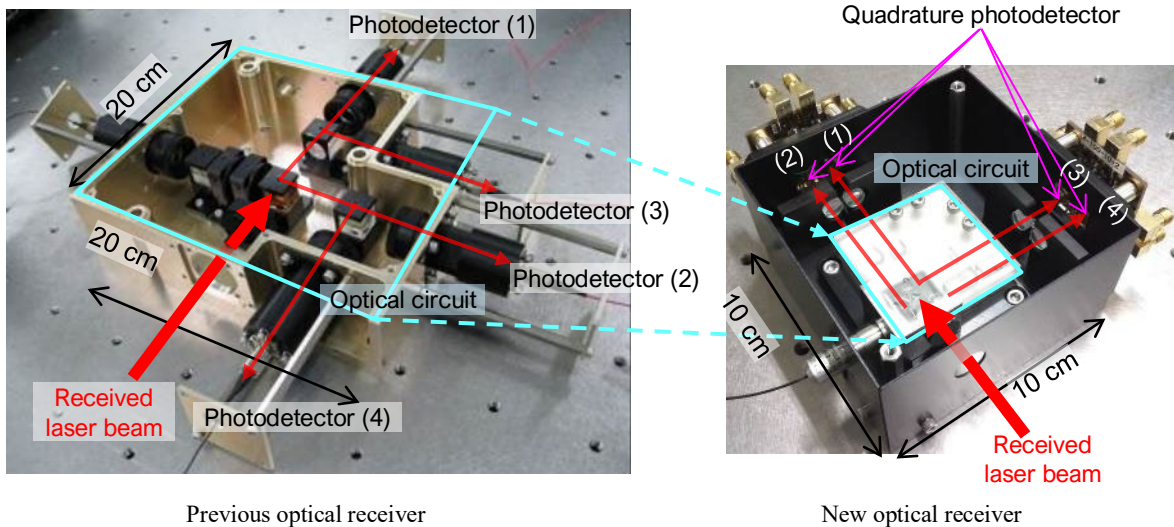 Photodetector (1)
20 cm
Photodetector (3)
20 cm
Photodetector (2)
Optical circuit
Received
laser beam
Photodetector (4)
Previous optical receiver
Quadrature photodetector
(2)
(1)
Optical circuit
(3)
(4)
10 cm
10 cm
Received
laser beam
New optical receiver